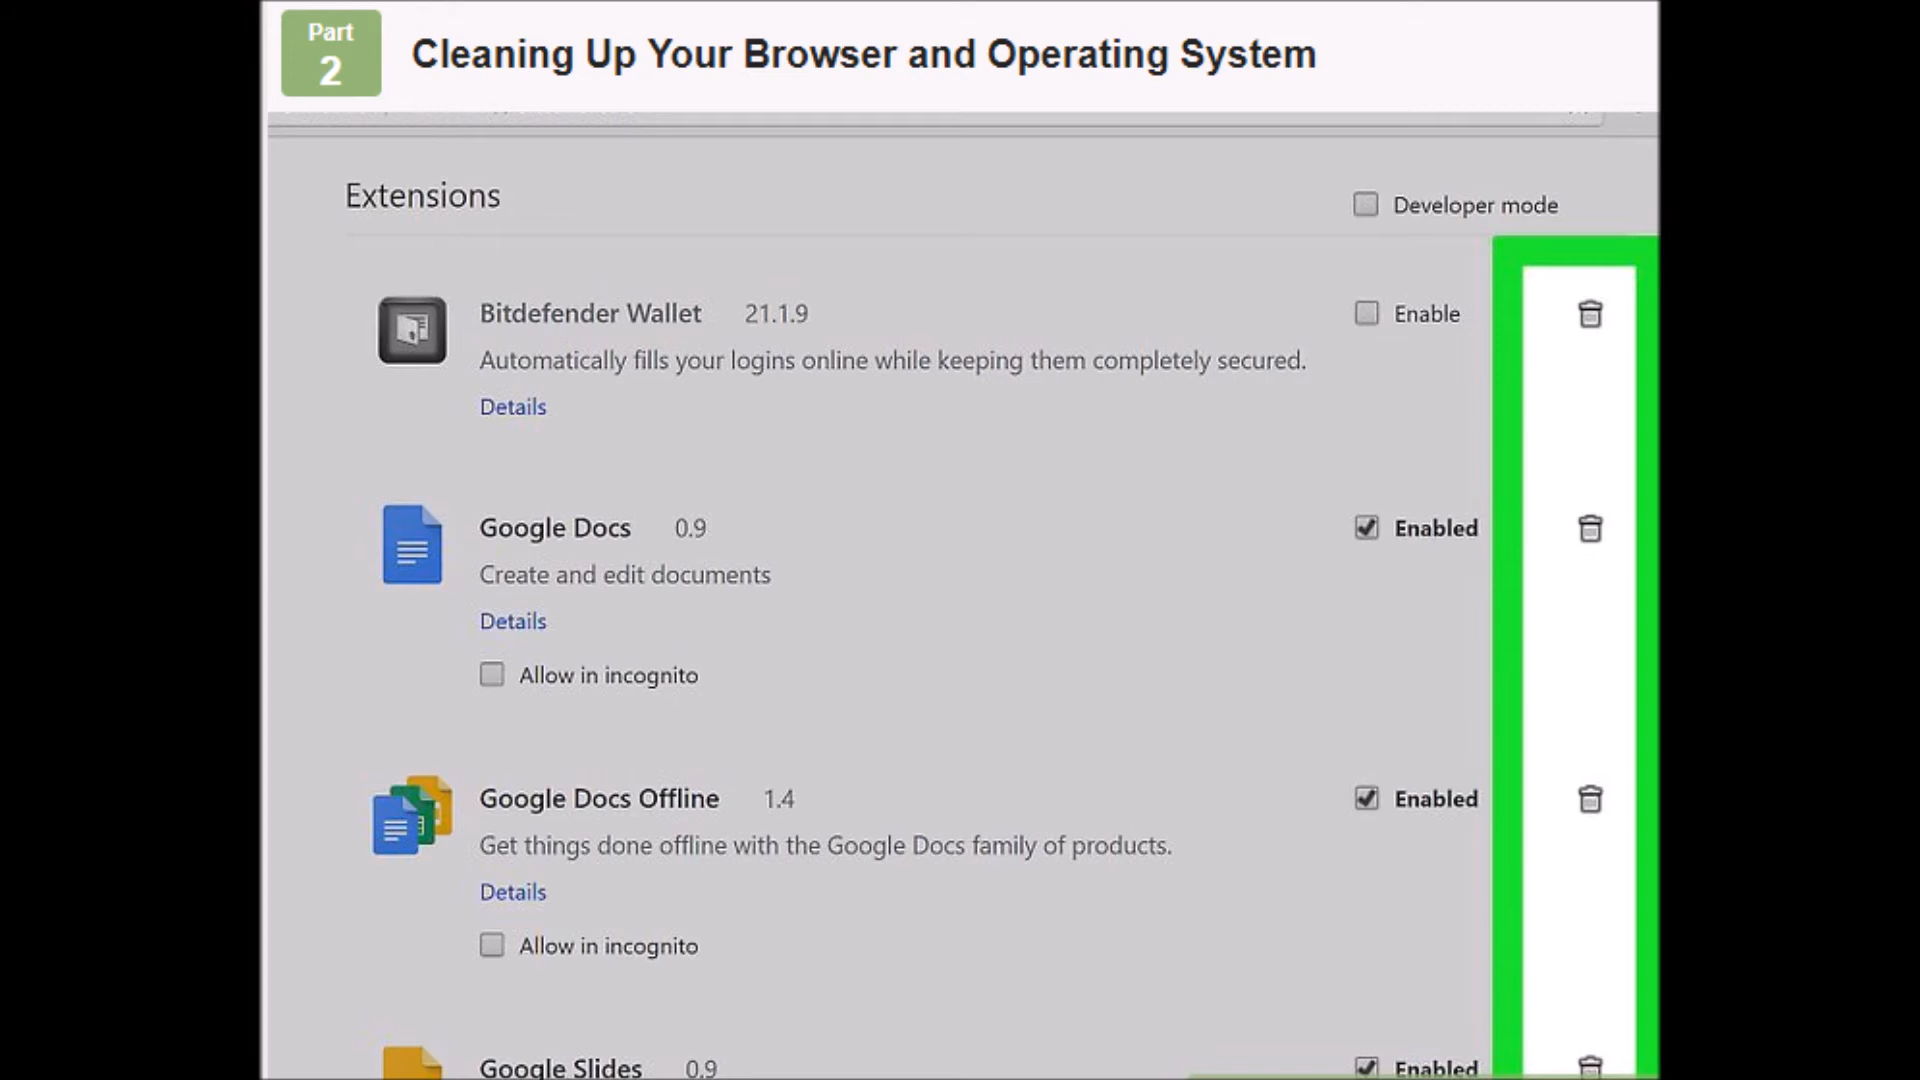 Part
2
Cleaning Up Your Browser and Operating System
Extensions
Developer mode
Bitdefender Wallet 21.1.9
Enable
Automatically fills your logins online while keeping them completely secured.
Details
Google Docs 0.9
Enabled
Create and edit documents
Details
Allow in incognito
Google Docs Offline 1.4
Enabled
Get things done offline with the Google Docs family of products.
Details
Allow in incognito
Google Slides 0.9
Enabled